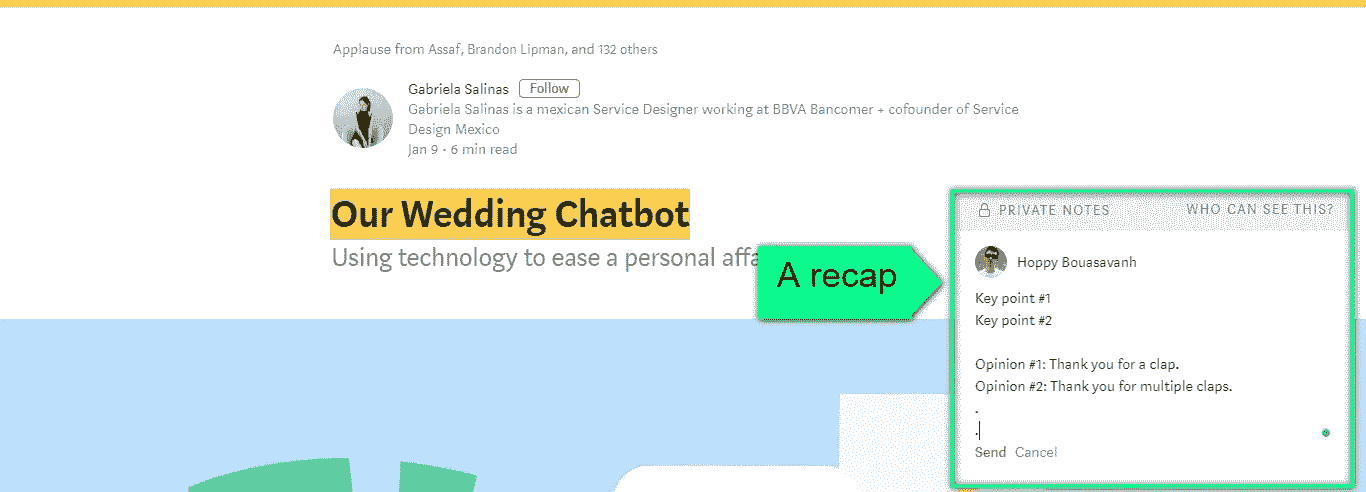 Applause from Assaf, Brandon Lipman, and 132 others
Gabriela Salinas Follow
Gabriela Salinas is a mexican Service Designer working at BBVA Bancomer + cofounder of Service
Design Mexico
Jan 9 · 6 min read
Our Wedding Chatbot
Using technology to ease a personal
A recap
PRIVATE NOTES WHO CAN SEE THIS?
Hoppy Bouasavanh
Key point #1
Key point #2
Opinion #1: Thank you for a clap.
Opinion #2: Thank you for multiple claps.
.
.
Send Cancel